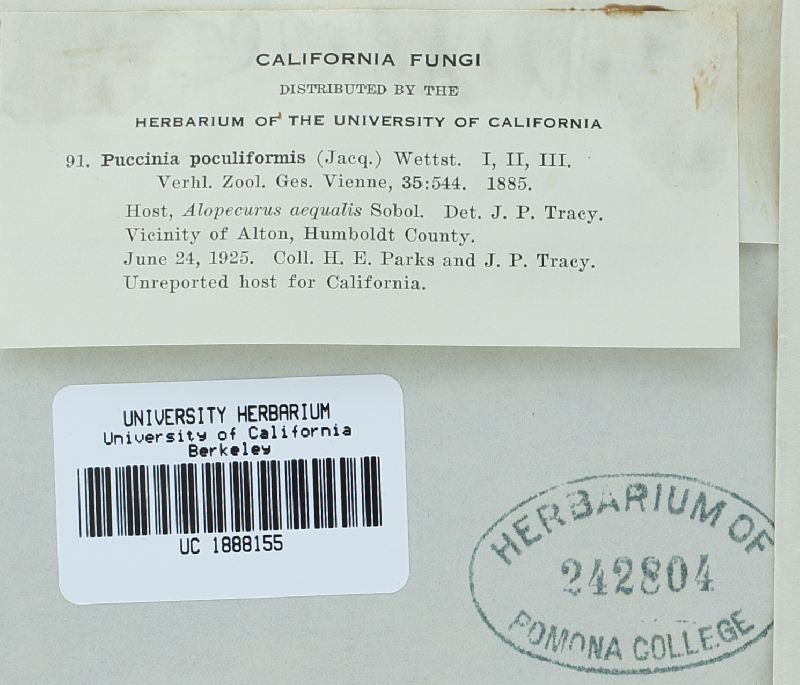 CALIFORNIA FUNGI
DISTRIBUTED BY THE
HERBARIUM OF THE UNIVERSITY OF CALIFORNIA
91. Puccinia poculiformis (Jacq.) Wettst. I, II, III.
Verhl. Zool. Ges. Vienne, 35:544. 1885.
Host, Alopecurus aequalis Sobol. Det. J. P. Tracy.
Vicinity of Alton, Humboldt County.
June 24, 1925. Coll. H. E. Parks and J. P. Tracy.
Unreported host for California.
UNIVERSITY HERBARIUM
University of California
Berkeley
UC 1888155
HERBARIUM OF
242804
POMONA COLLEGE